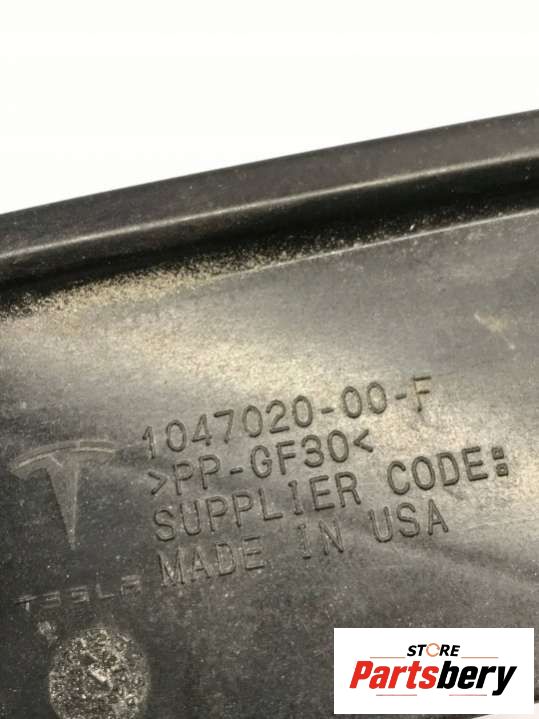 1047020-00-F
>PP-GF30<
SUPPLIER CODE:
MADE IN USA
TESLA
STORE
Partsbery